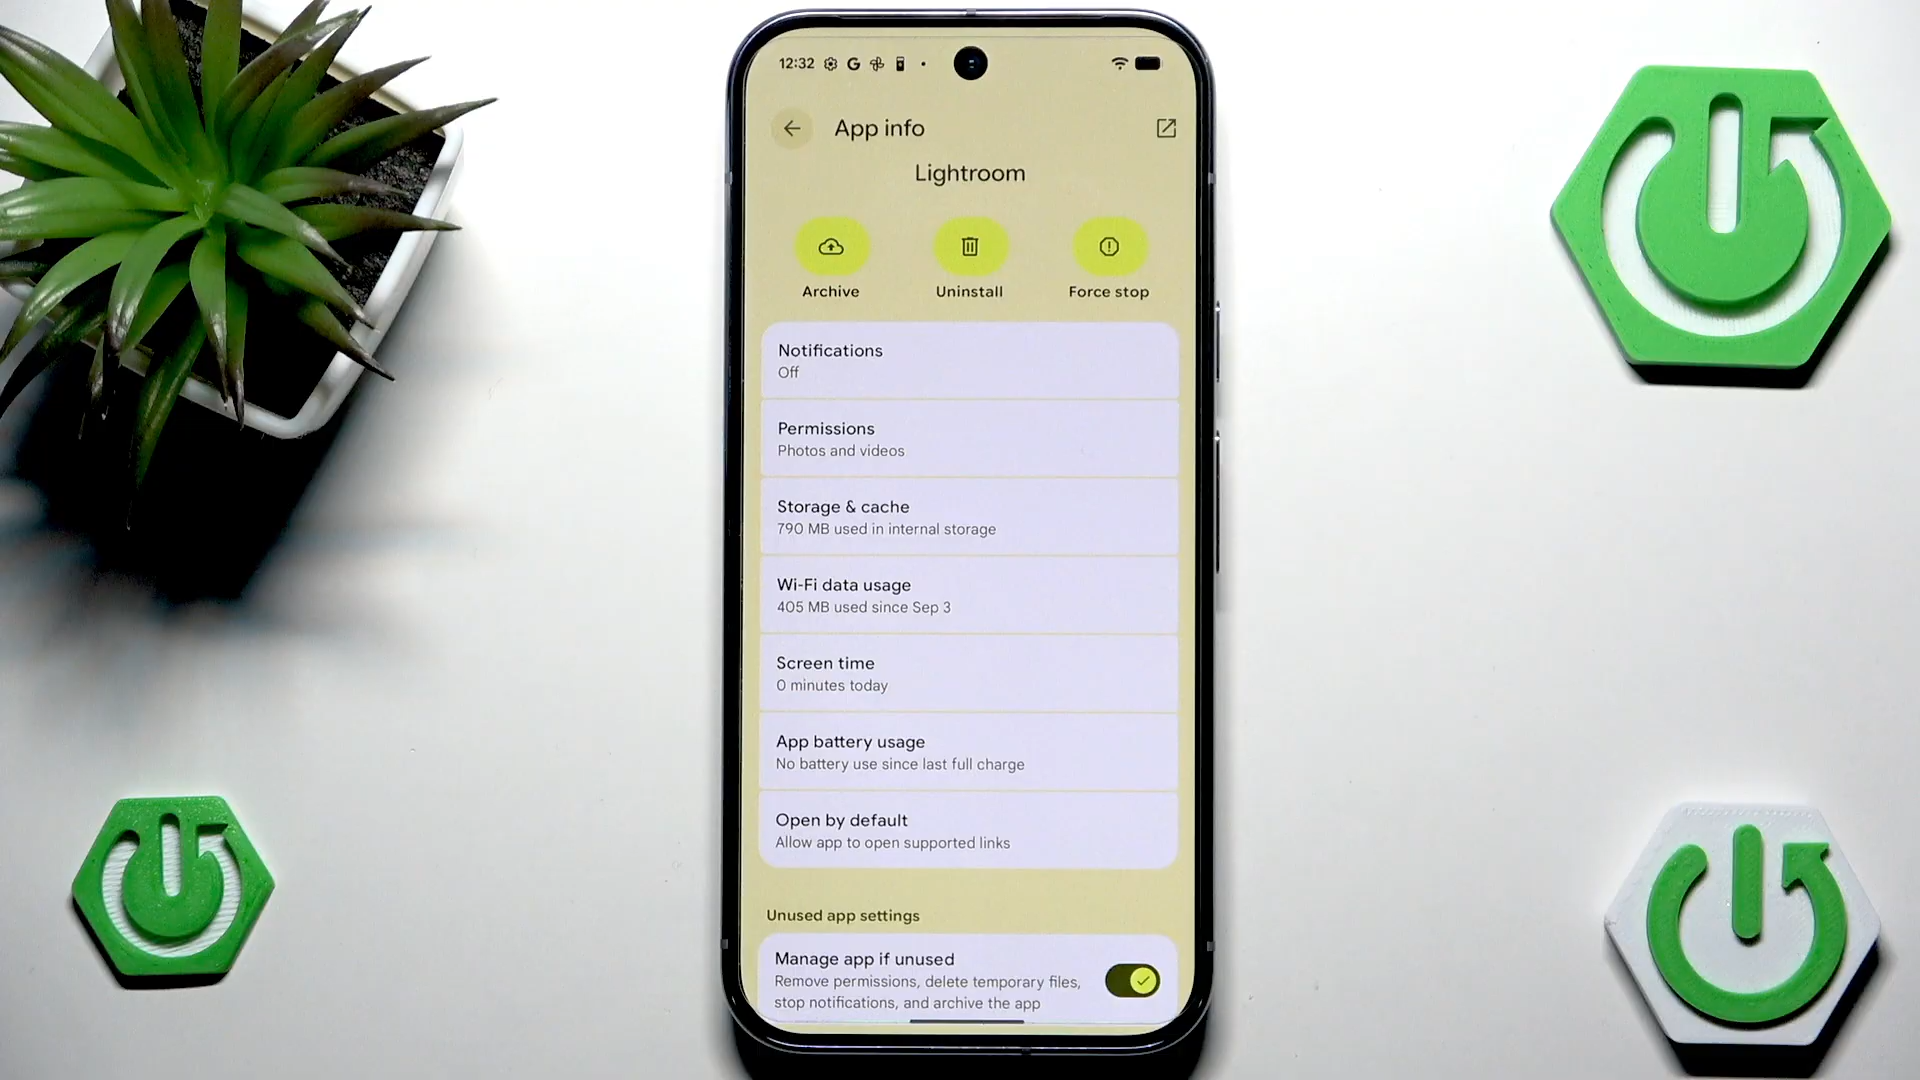 12:32
App info
Lightroom
Archive Uninstall Force stop
Notifications
Off
Permissions
Photos and videos
Storage & cache
790 MB used in internal storage
Wi-Fi data usage
405 MB used since Sep 3
Screen time
0 minutes today
App battery usage
No battery use since last full charge
Open by default
Allow app to open supported links
Unused app settings
Manage app if unused
Remove permissions, delete temporary files,
stop notifications, and archive the app